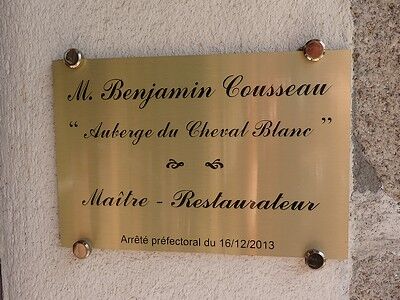 M. Benjamin Cousseau
“ Auberge du Cheval Blanc ”
Maître - Restaurateur
Arrêté préfectoral du 16/12/2013